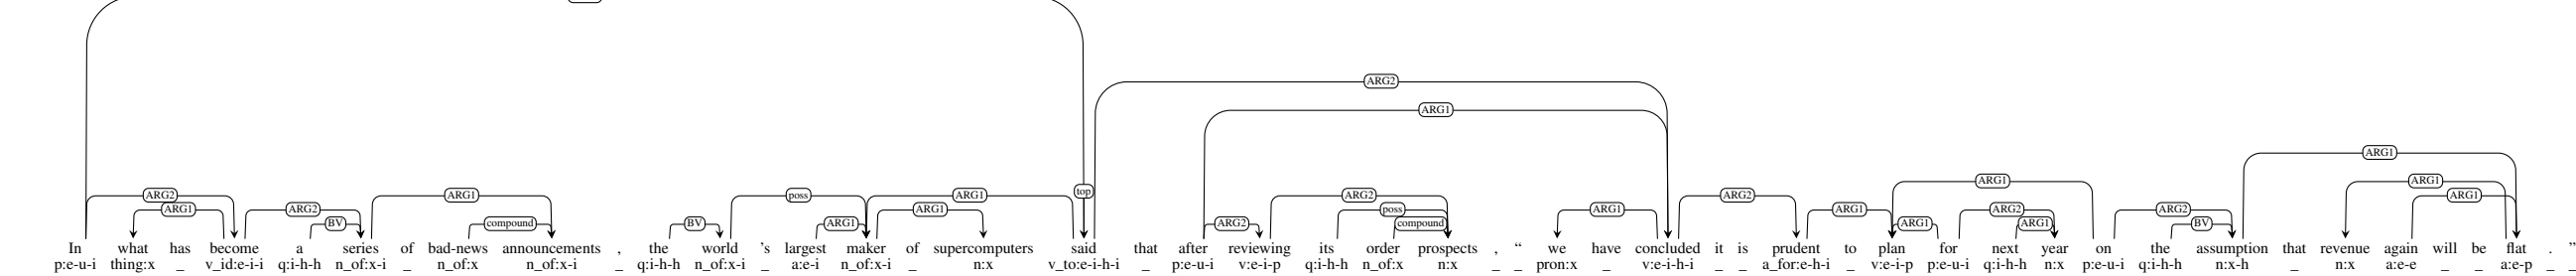 ARG2
ARG1
ARG1
ARG2 ARG1 poss ARG1 top ARG2 ARG2 ARG1 ARG1
ARG1 ARG2 BV compound BV ARG1 ARG1 ARG2 poss compound ARG1 ARG1 ARG1 ARG2 ARG1 ARG2 BV ARG1
In what has become a series of bad-news announcements , the world 's largest maker of supercomputers said that after reviewing its order prospects , “ we have concluded it is prudent to plan for next year on the assumption that revenue again will be flat . ”
p:e-u-i thing:x _ v_id:e-i-i q:i-h-h n_of:x-i _ n_of:x n_of:x-i _ q:i-h-h n_of:x-i _ a:e-i n_of:x-i _ n:x v_to:e-i-h-i _ p:e-u-i v:e-i-p q:i-h-h n_of:x n:x _ _ pron:x _ v:e-i-h-i _ _ a_for:e-h-i _ v:e-i-p p:e-u-i q:i-h-h n:x p:e-u-i q:i-h-h n:x-h _ n:x a:e-e _ _ a:e-p _